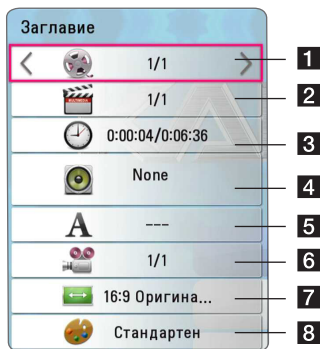 Заглавие
1/1
1
1/1
2
0:00:04/0:06:36
3
None
4
A
---
5
1/1
6
16:9 Оригина...
7
Стандартен
8